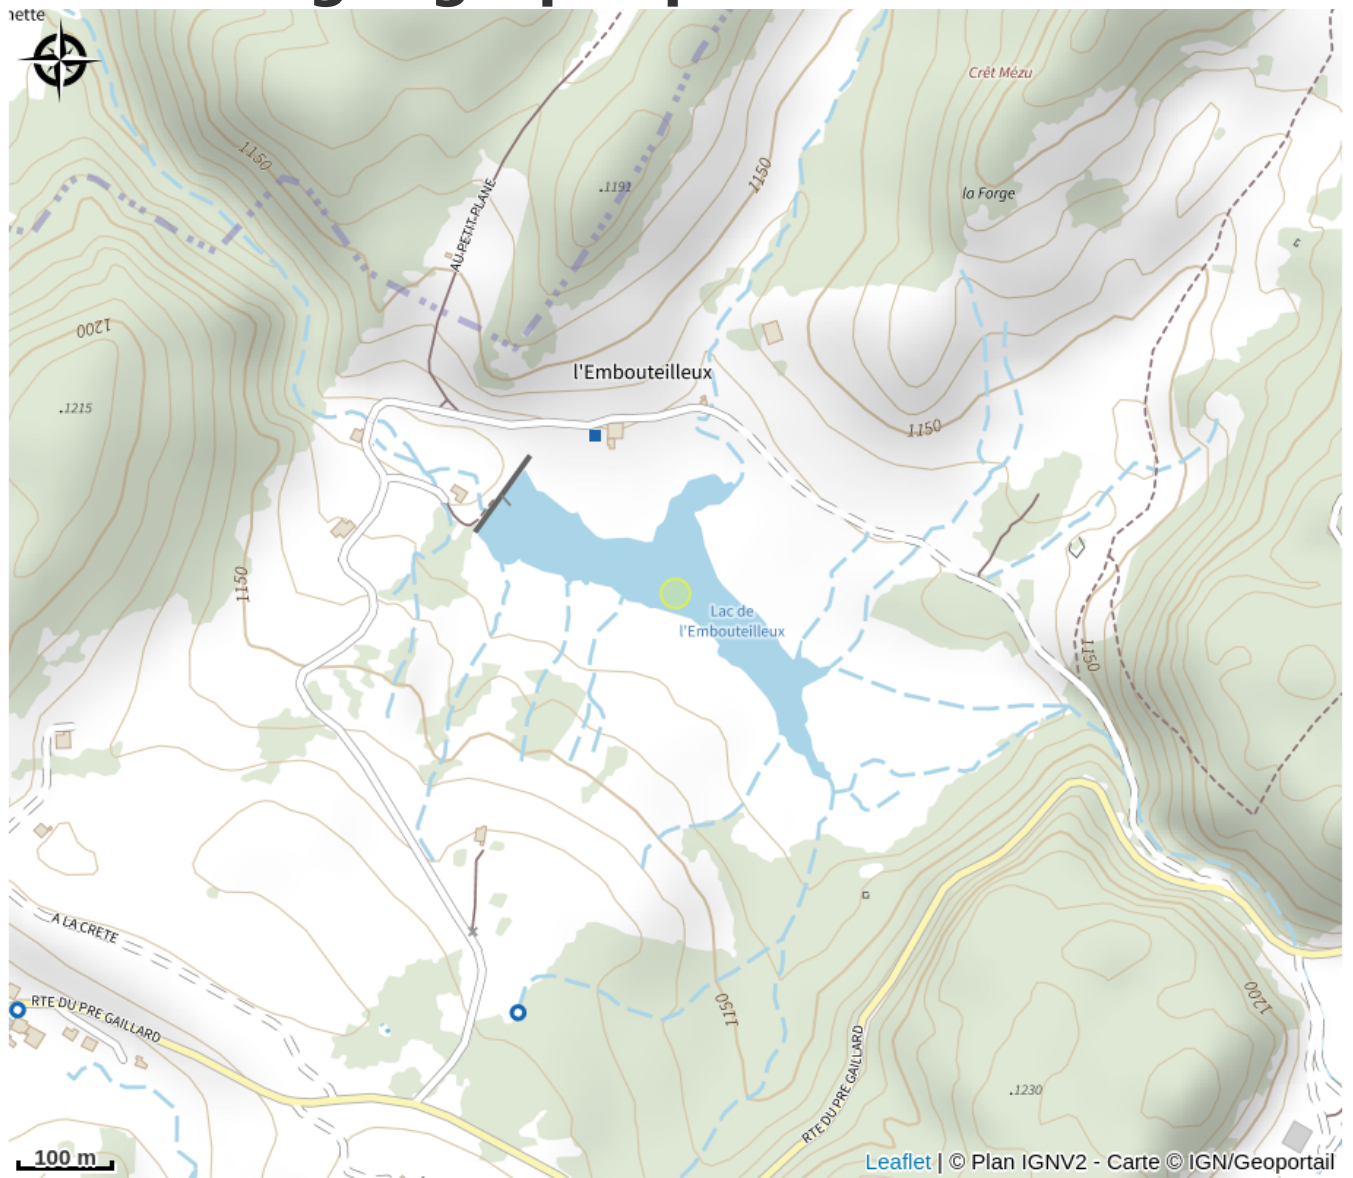 nette
Crêt Mézu
1150
1150
.1191
la Forge
AU PETIT PLANE
1200
l'Embouteilleux
.1215
1150
1150
Lac de
l'Embouteilleux
1150
A LA CRETE
1150
1200
RTE DU PRE GAILLARD
RTE DU PRE GAILLARD
.1230
100 m
Leaflet | © Plan IGNV2 - Carte © IGN/Geoportail